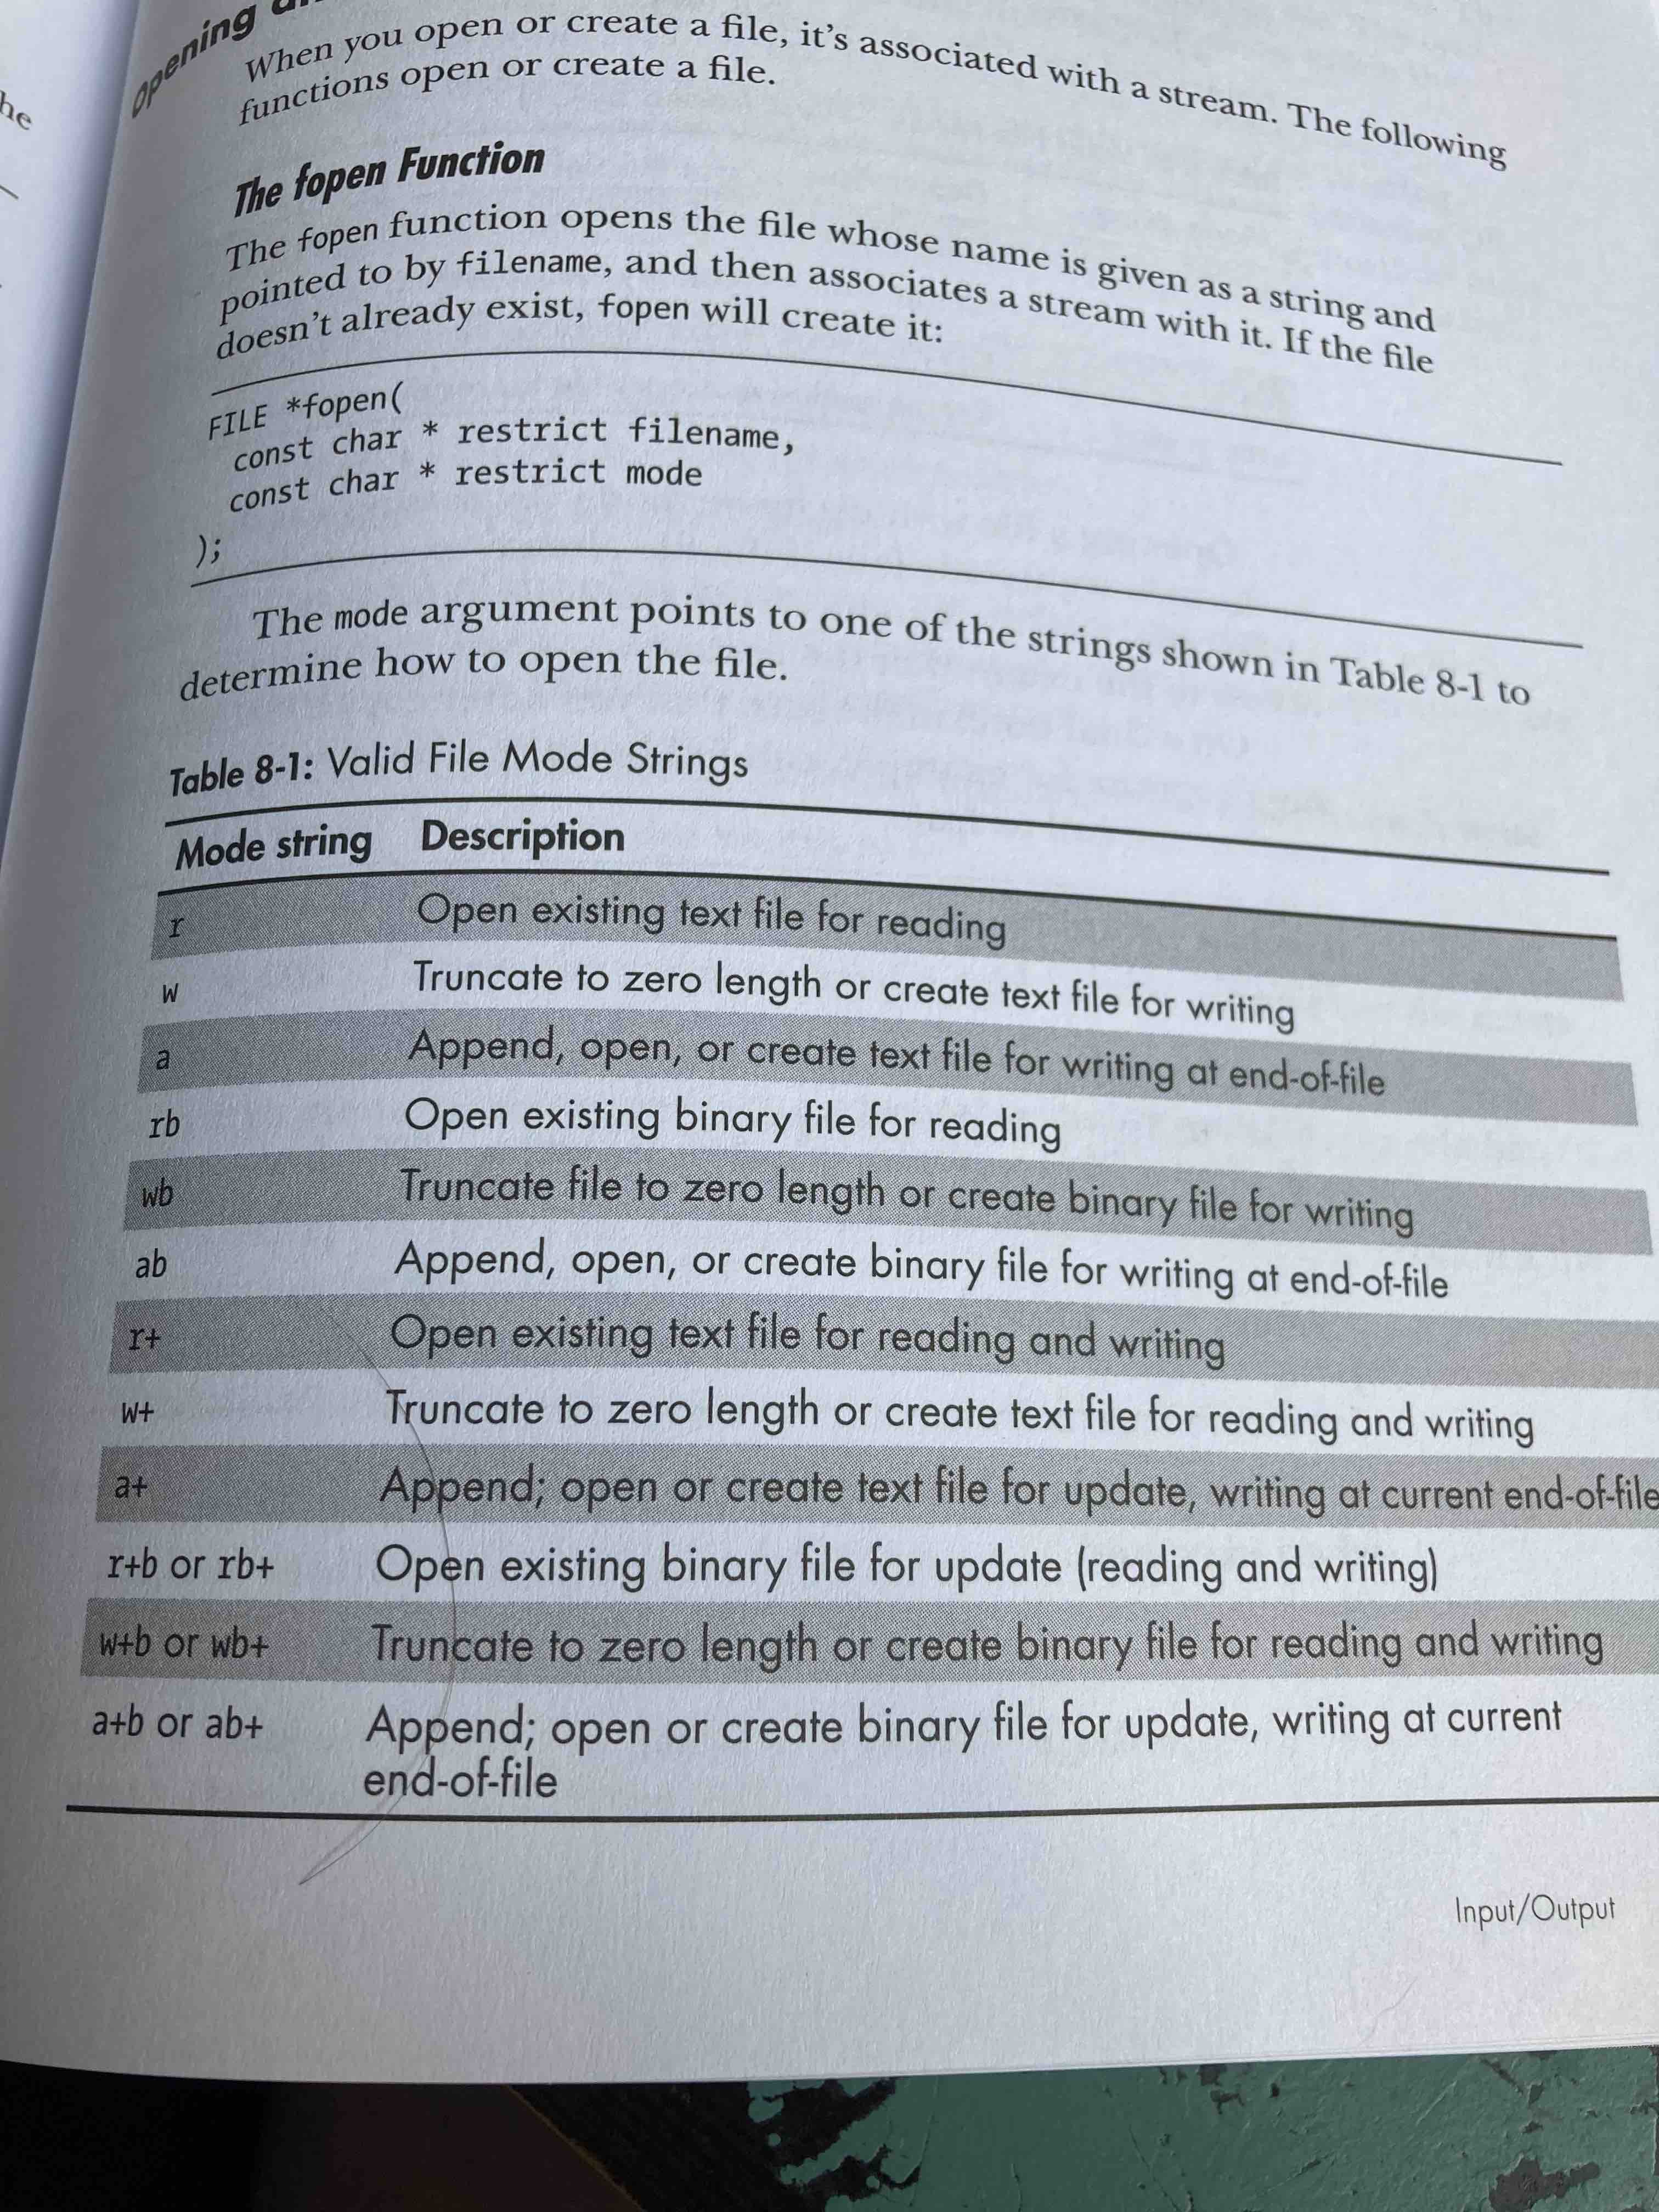 Opening
When you open or create a file, it's associated with a stream. The following
functions open or create a file.
The fopen Function
The fopen function opens the file whose name is given as a string and
pointed to by filename, and then associates a stream with it. If the file
doesn't already exist, fopen will create it:
FILE *fopen(
const char * restrict filename,
const char * restrict mode
);
The mode argument points to one of the strings shown in Table 8-1 to
determine how to open the file.
Table 8-1: Valid File Mode Strings
Mode string Description
r Open existing text file for reading
w Truncate to zero length or create text file for writing
a Append, open, or create text file for writing at end-of-file
rb Open existing binary file for reading
wb Truncate file to zero length or create binary file for writing
ab Append, open, or create binary file for writing at end-of-file
r+ Open existing text file for reading and writing
w+ Truncate to zero length or create text file for reading and writing
a+ Append; open or create text file for update, writing at current end-of-file
r+b or rb+ Open existing binary file for update (reading and writing)
w+b or wb+ Truncate to zero length or create binary file for reading and writing
a+b or ab+ Append; open or create binary file for update, writing at current
end-of-file
Input/Output